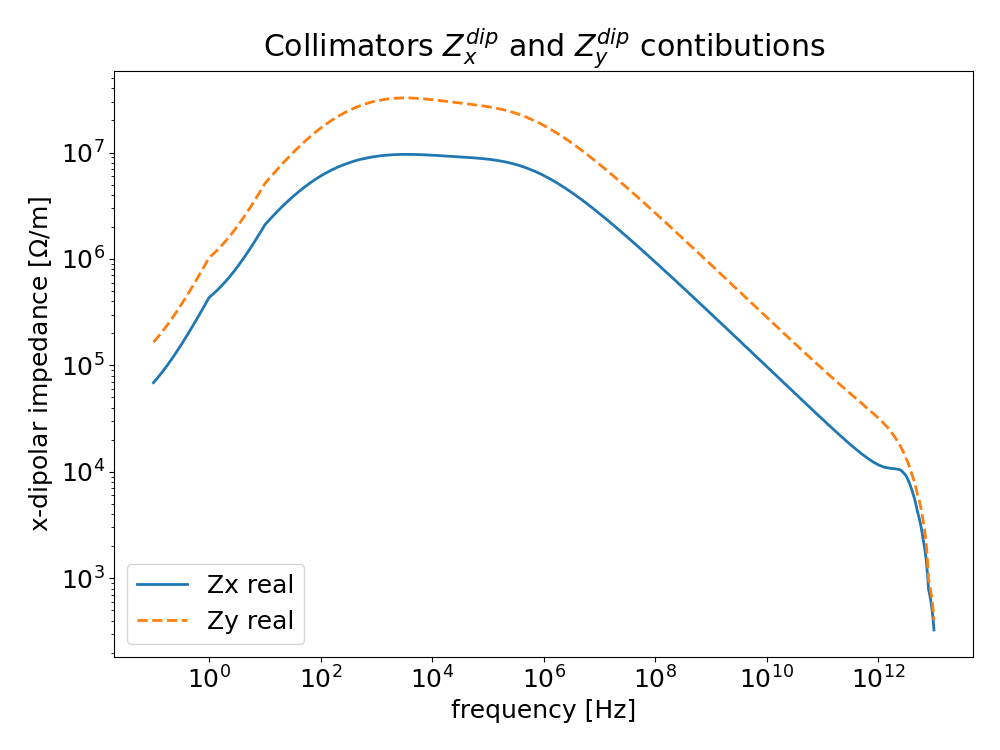 Collimators $Z_x^{dip}$ and $Z_y^{dip}$ contibutions
x-dipolar impedance [Ω/m]
10^7
10^6
10^5
10^4
10^3
Zx real
Zy real
10^0 10^2 10^4 10^6 10^8 10^10 10^12
frequency [Hz]